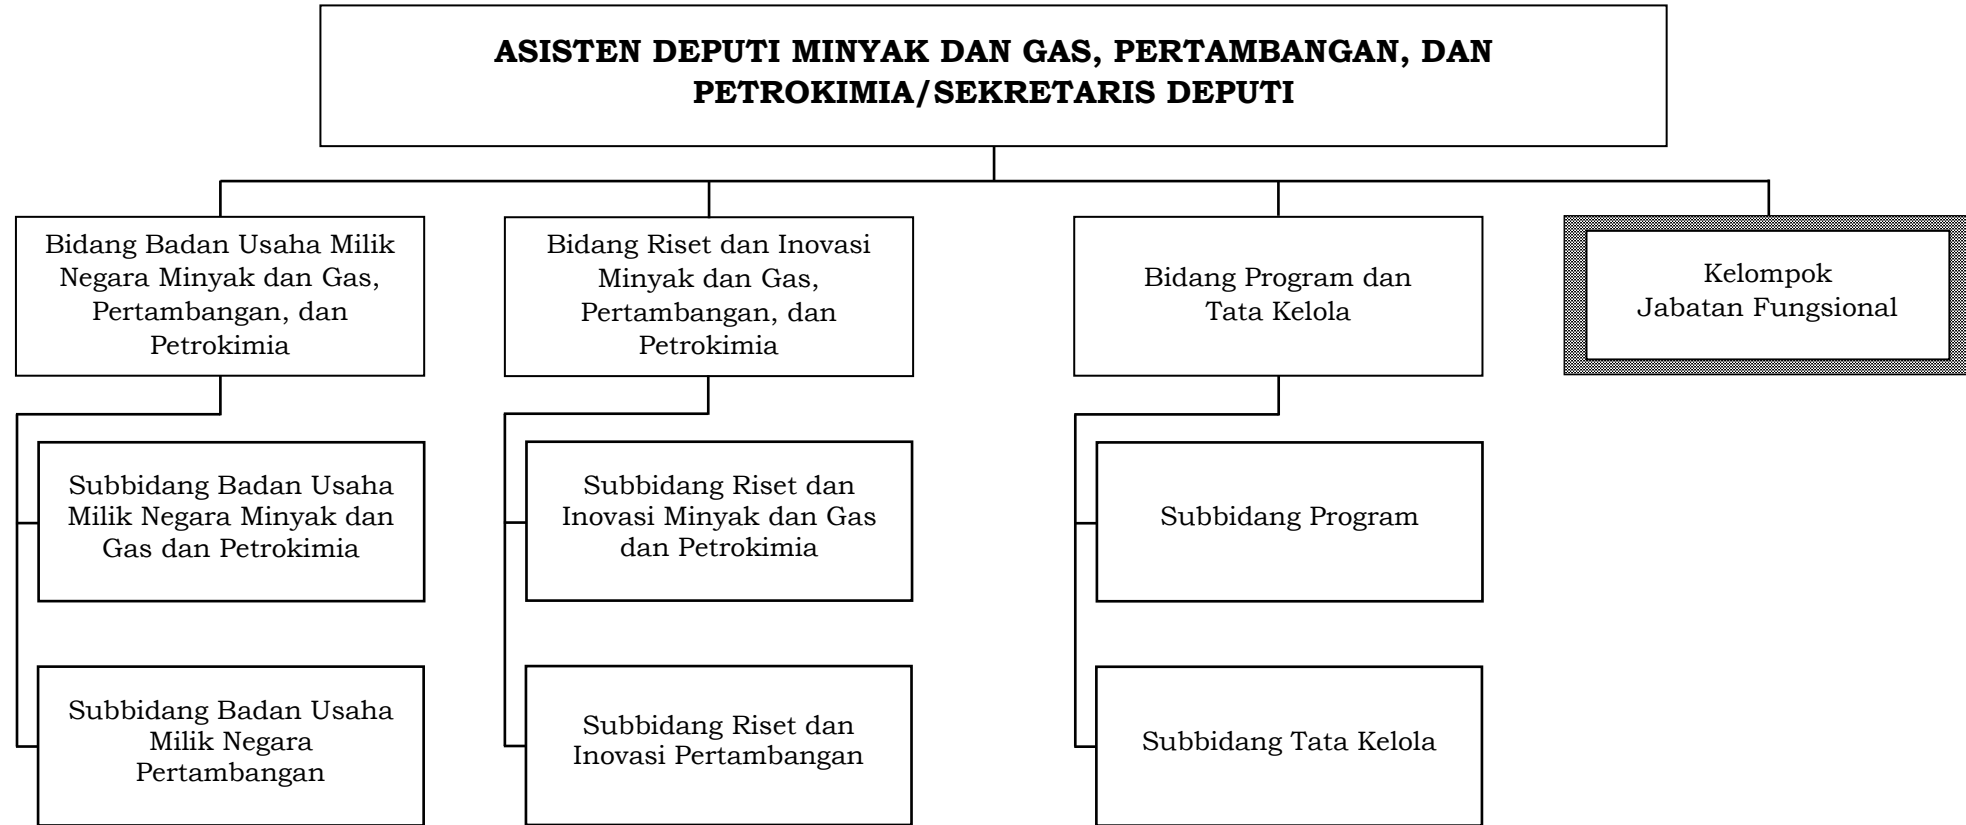 ASISTEN DEPUTI MINYAK DAN GAS, PERTAMBANGAN, DAN
PETROKIMIA/SEKRETARIS DEPUTI
Bidang Badan Usaha Milik
Negara Minyak dan Gas,
Pertambangan, dan
Petrokimia
Bidang Riset dan Inovasi
Minyak dan Gas,
Pertambangan, dan
Petrokimia
Bidang Program dan
Tata Kelola
Kelompok
Jabatan Fungsional
Subbidang Badan Usaha
Milik Negara Minyak dan
Gas dan Petrokimia
Subbidang Riset dan
Inovasi Minyak dan Gas
dan Petrokimia
Subbidang Program
Subbidang Badan Usaha
Milik Negara
Pertambangan
Subbidang Riset dan
Inovasi Pertambangan
Subbidang Tata Kelola